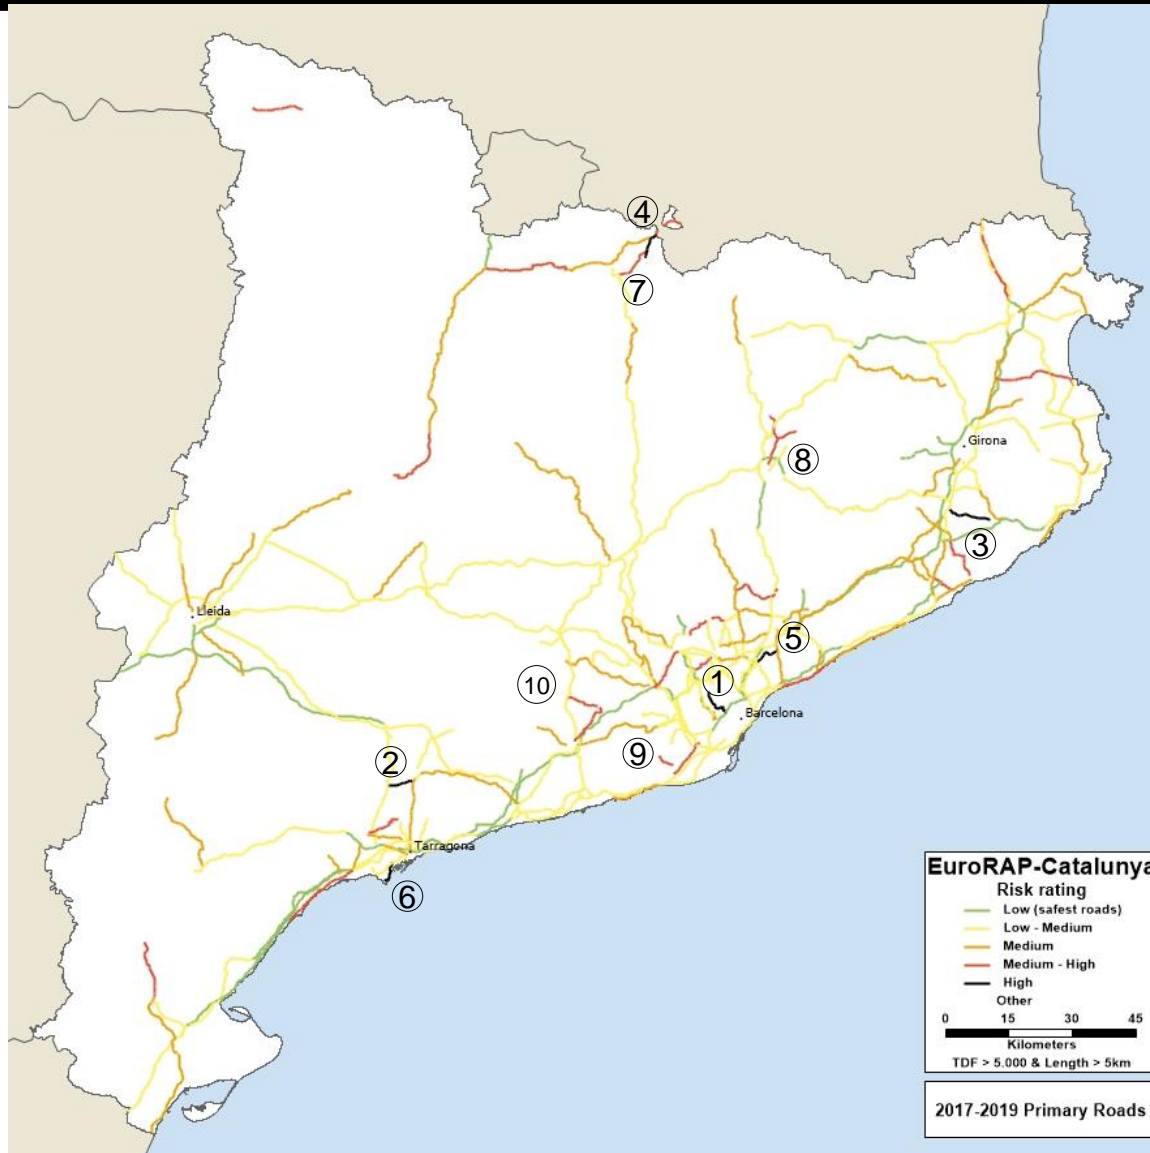 4
7
Girona
8
3
Lleida
5
10
1
Barcelona
9
2
Tarragona
6
EuroRAP-Catalunya
Risk rating
Low (safest roads)
Low - Medium
Medium
Medium - High
High
Other
0 15 30 45
Kilometers
TDF > 5.000 & Length > 5km
2017-2019 Primary Roads